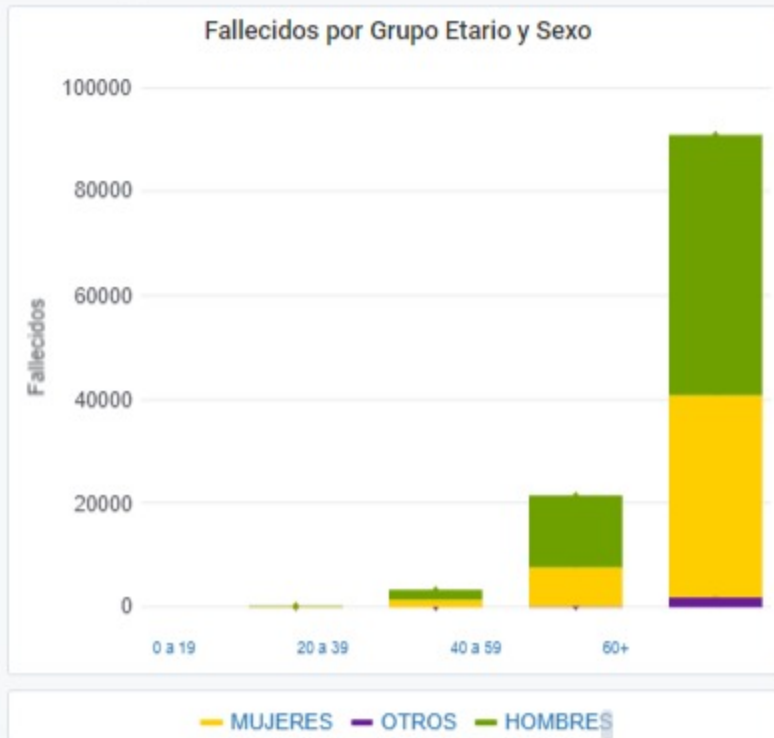 Fallecidos por Grupo Etario y Sexo
100000
80000
60000
40000
20000
0
Fallecidos
0 a 19
20 a 39
40 a 59
60+
MUJERES
OTROS
HOMBRES